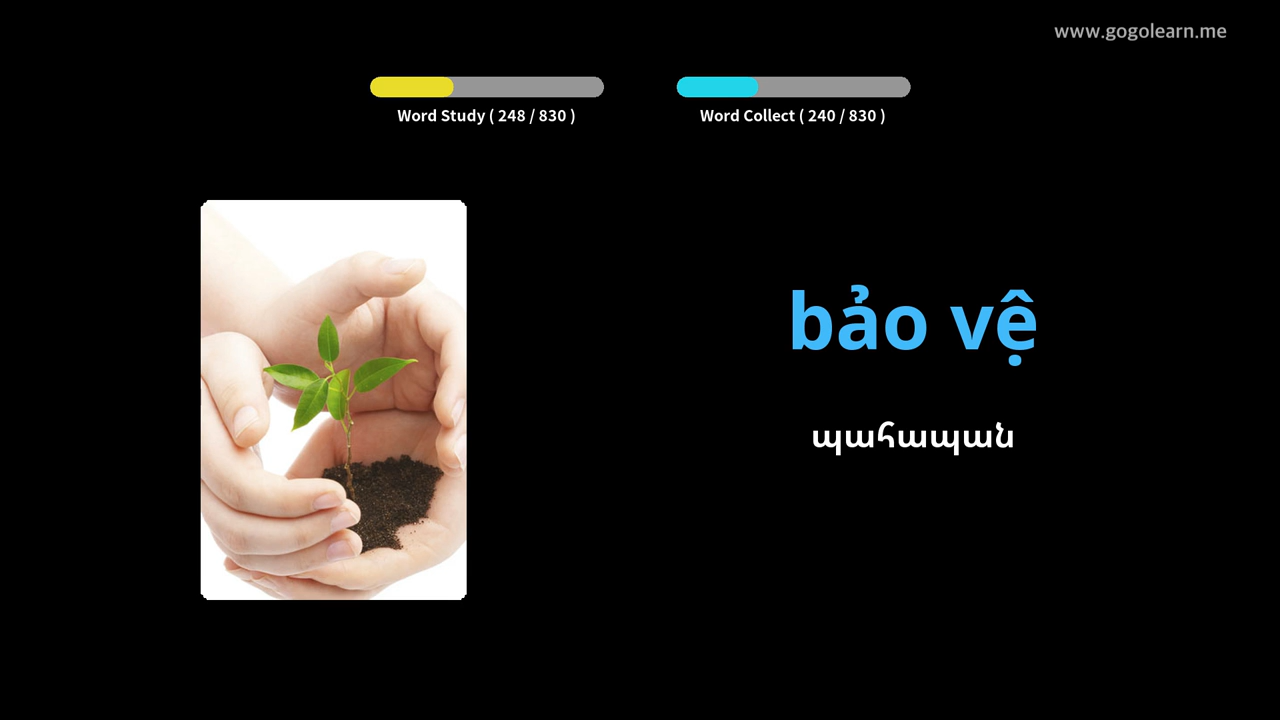 www.gogolearn.me
Word Study ( 248 / 830 )
Word Collect ( 240 / 830 )
bảo vệ
պահապան